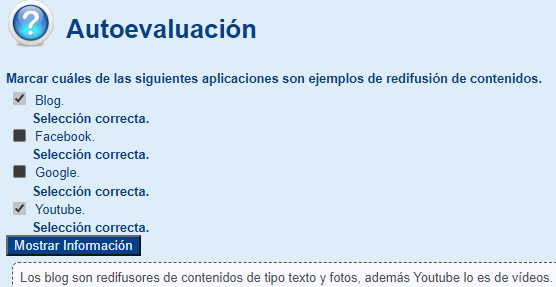 Autoevaluación
Marcar cuáles de las siguientes aplicaciones son ejemplos de redifusión de contenidos.
Blog.
Selección correcta.
Facebook.
Selección correcta.
Google.
Selección correcta.
Youtube.
Selección correcta.
Mostrar Información
Los blog son redifusores de contenidos de tipo texto y fotos, además Youtube lo es de vídeos.